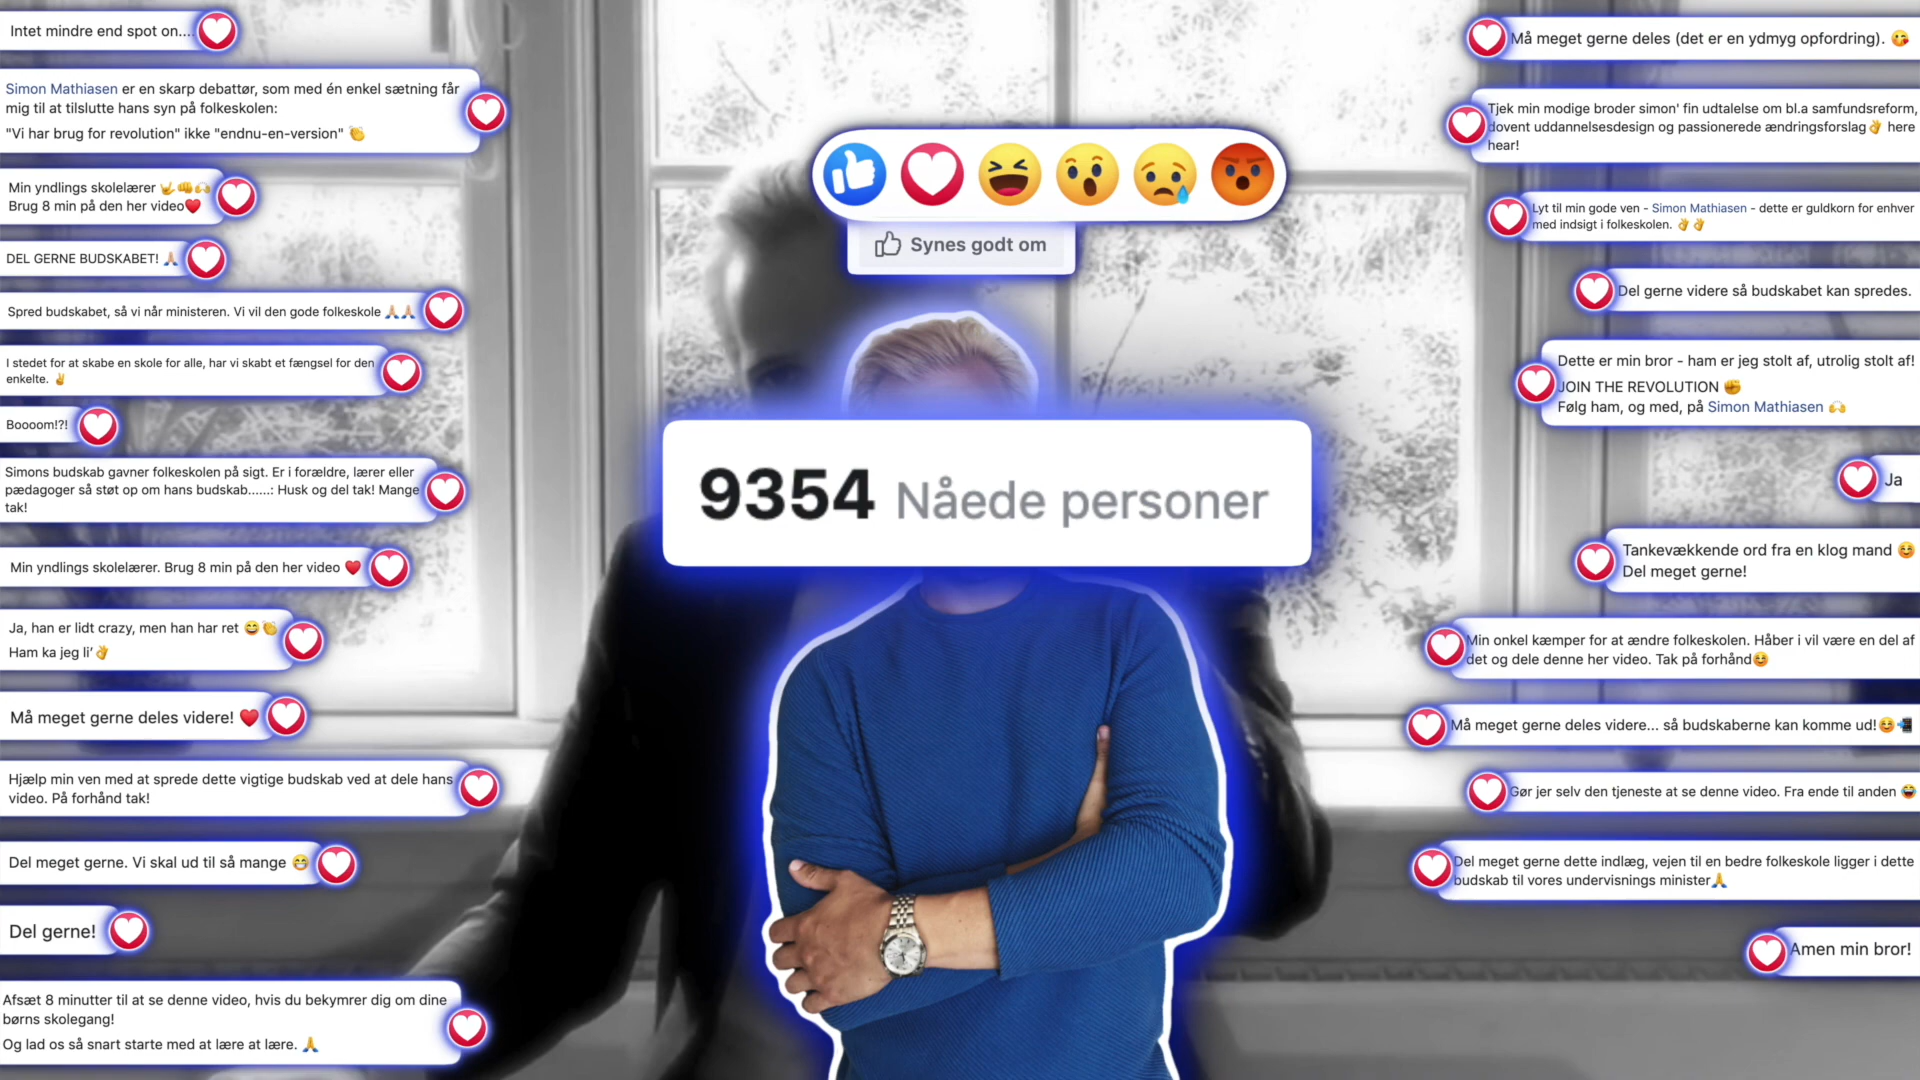 Intet mindre end spot on....
Simon Mathiasen er en skarp debattør, som med én enkel sætning får
mig til at tilslutte hans syn på folkeskolen:
"Vi har brug for revolution" ikke "endnu-en-version" 👏
Min yndlings skolelærer 🤟👊🙌
Brug 8 min på den her video♥️
DEL GERNE BUDSKABET! 🙏
Spred budskabet, så vi når ministeren. Vi vil den gode folkeskole 🙏🙏
I stedet for at skabe en skole for alle, har vi skabt et fængsel for den
enkelte. ✌️
Boooom!?!
Simons budskab gavner folkeskolen på sigt. Er i forældre, lærer eller
pædagoger så støt op om hans budskab......: Husk og del tak! Mange
tak!
Min yndlings skolelærer. Brug 8 min på den her video ♥️
Ja, han er lidt crazy, men han har ret 😄👏
Ham ka jeg li’👌
Må meget gerne deles videre! ♥️
Hjælp min ven med at sprede dette vigtige budskab ved at dele hans
video. På forhånd tak!
Del meget gerne. Vi skal ud til så mange 😁
Del gerne!
Afsæt 8 minutter til at se denne video, hvis du bekymrer dig om dine
børns skolegang!
Og lad os så snart starte med at lære at lære. 🙏
Synes godt om
9354 Nåede personer
Må meget gerne deles (det er en ydmyg opfordring). 😘
Tjek min modige broder simon' fin udtalelse om bl.a samfundsreform,
dovent uddannelsesdesign og passionerede ændringsforslag👌 here
hear!
Lyt til min gode ven - Simon Mathiasen - dette er guldkorn for enhver
med indsigt i folkeskolen. 👌👌
Del gerne videre så budskabet kan spredes.
Dette er min bror - ham er jeg stolt af, utrolig stolt af!
JOIN THE REVOLUTION ✊
Følg ham, og med, på Simon Mathiasen 🙌
Ja
Tankevækkende ord fra en klog mand 😊
Del meget gerne!
Min onkel kæmper for at ændre folkeskolen. Håber i vil være en del af
det og dele denne her video. Tak på forhånd😊
Må meget gerne deles videre... så budskaberne kan komme ud!😊📲
Gør jer selv den tjeneste at se denne video. Fra ende til anden 😂
Del meget gerne dette indlæg, vejen til en bedre folkeskole ligger i dette
budskab til vores undervisnings minister🙏
Amen min bror!